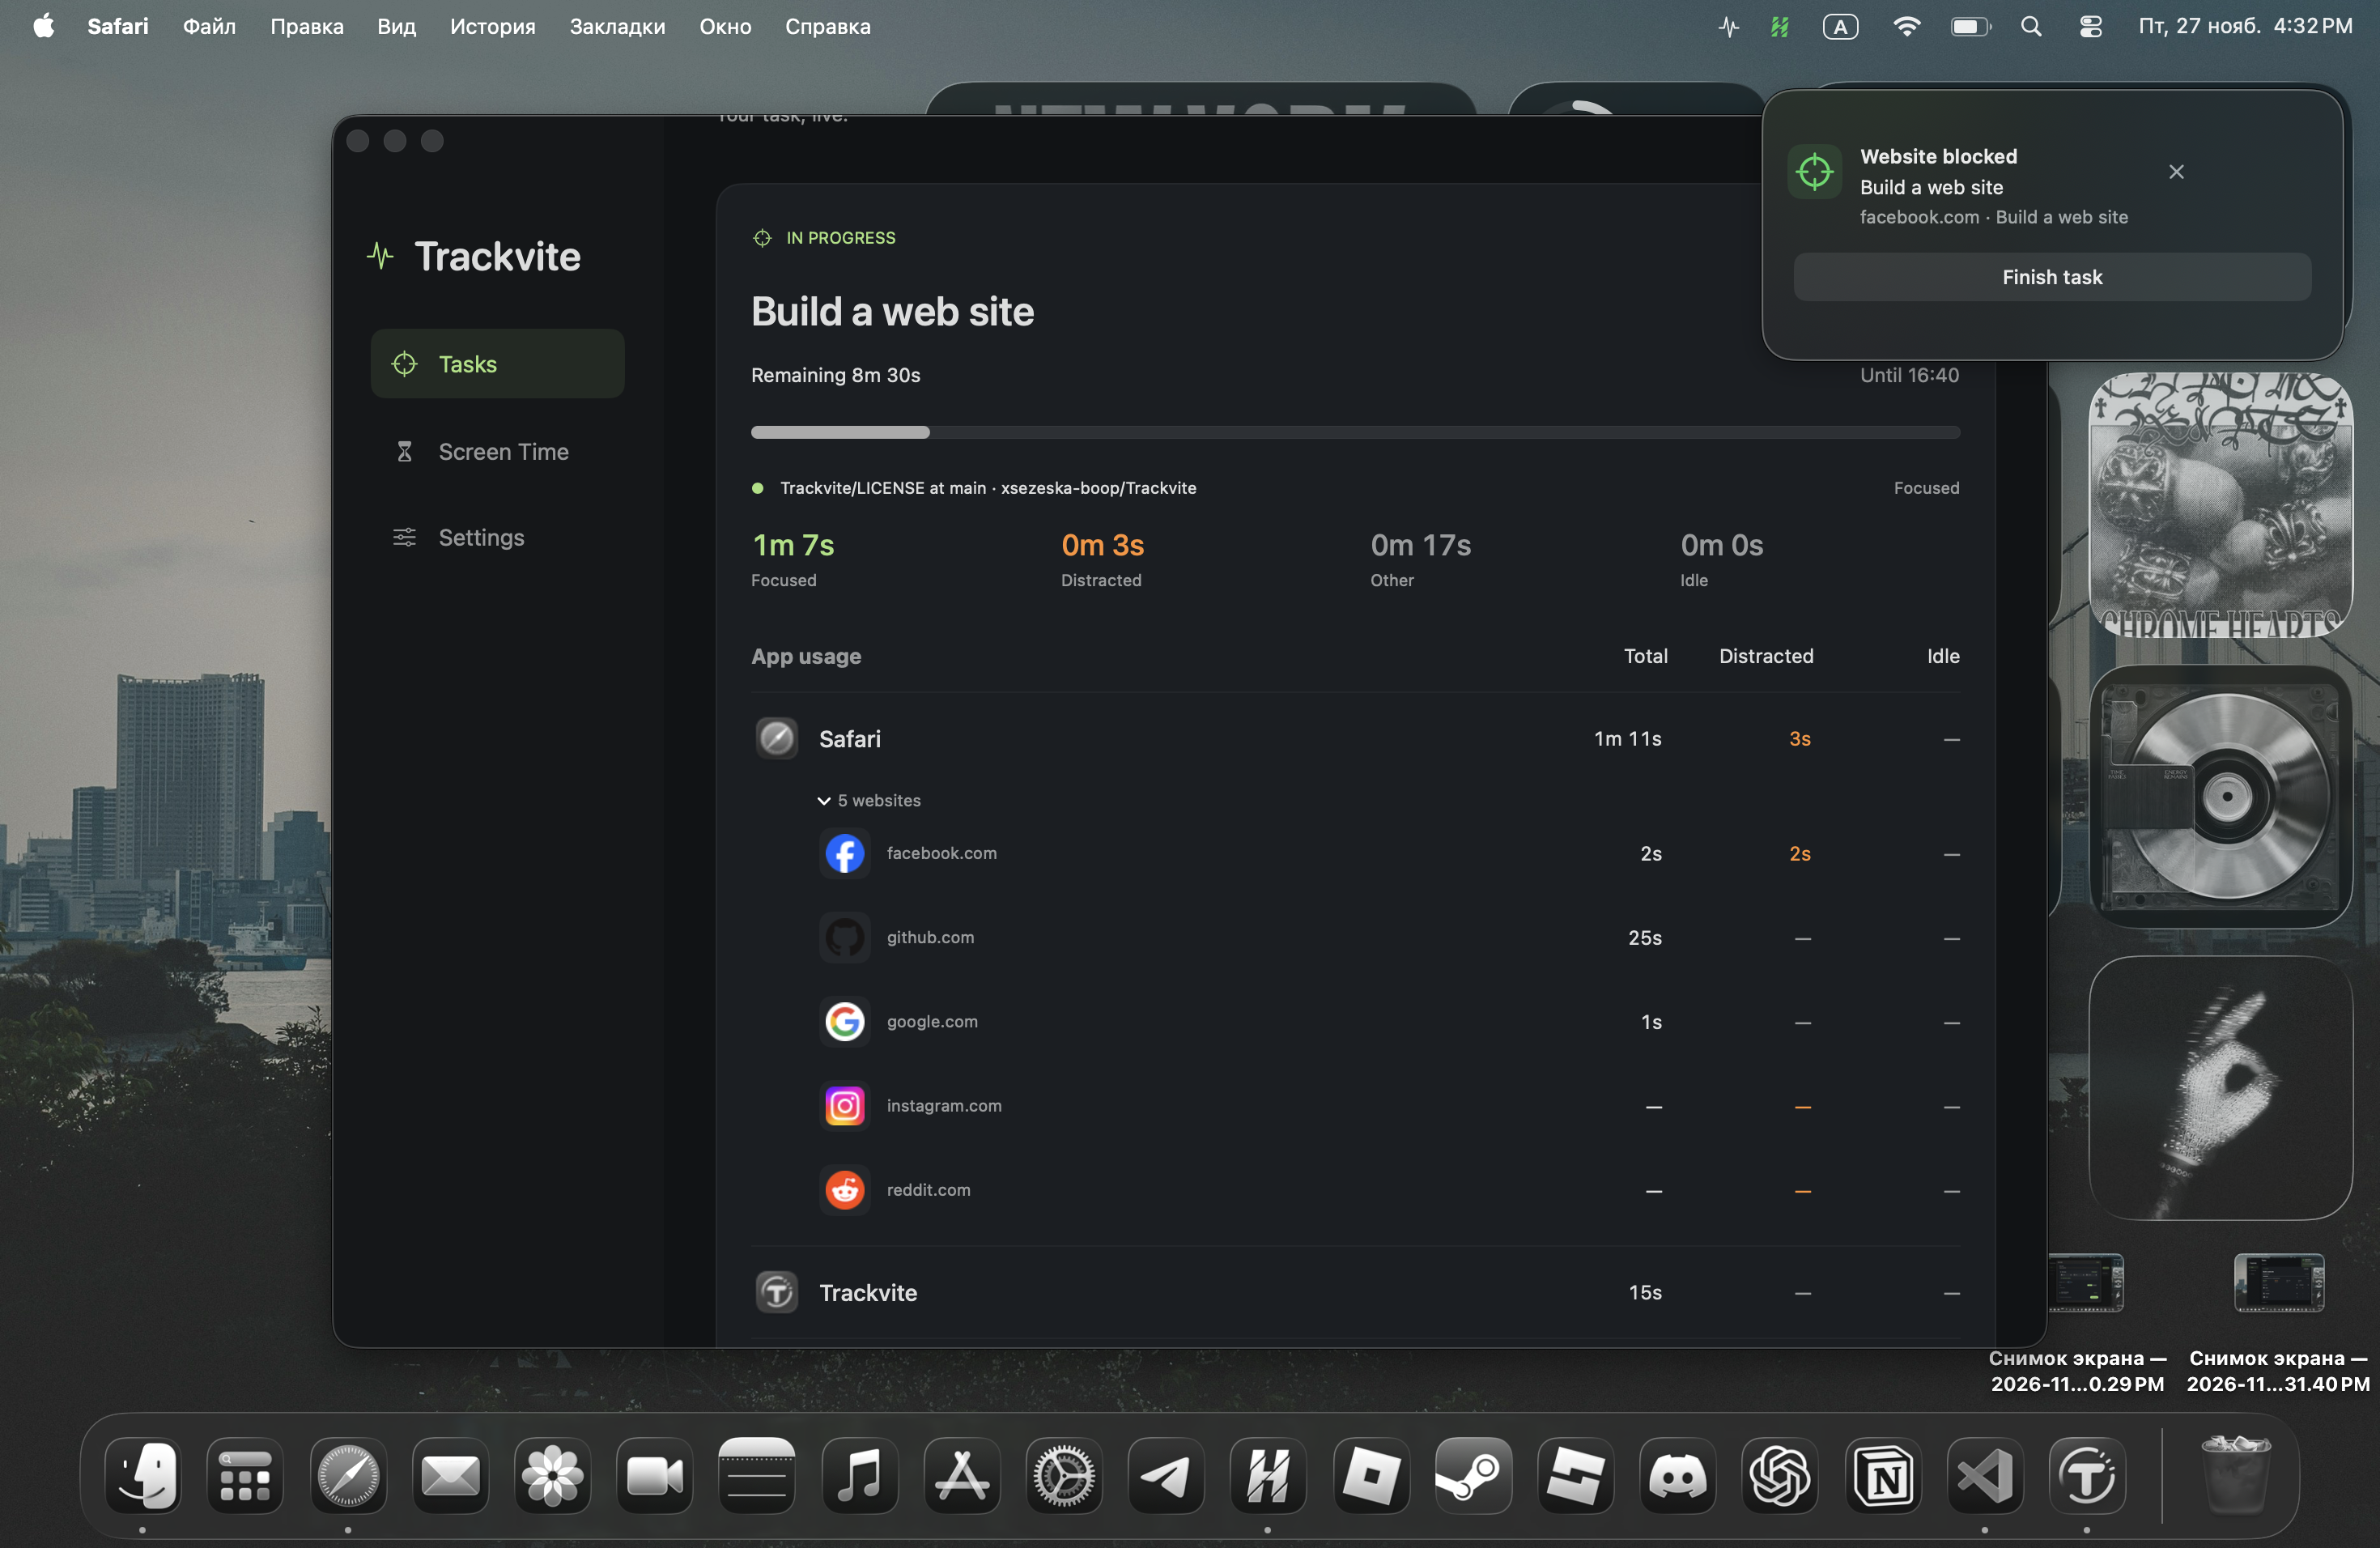 Safari Файл Правка Вид История Закладки Окно Справка
A Пт, 27 нояб. 4:32 PM
Your task, live.
Website blocked
Build a web site
facebook.com · Build a web site
Finish task
Trackvite
Tasks
Screen Time
Settings
IN PROGRESS
Build a web site
Remaining 8m 30s Until 16:40
Trackvite/LICENSE at main · xsezeska-boop/Trackvite Focused
1m 7s 0m 3s 0m 17s 0m 0s
Focused Distracted Other Idle
App usage Total Distracted Idle
Safari 1m 11s 3s —
5 websites
facebook.com 2s 2s —
github.com 25s — —
google.com 1s — —
instagram.com — — —
reddit.com — — —
Trackvite 15s — —
CHROME HEARTS
Снимок экрана —
2026-11...0.29 PM
Снимок экрана —
2026-11...31.40 PM